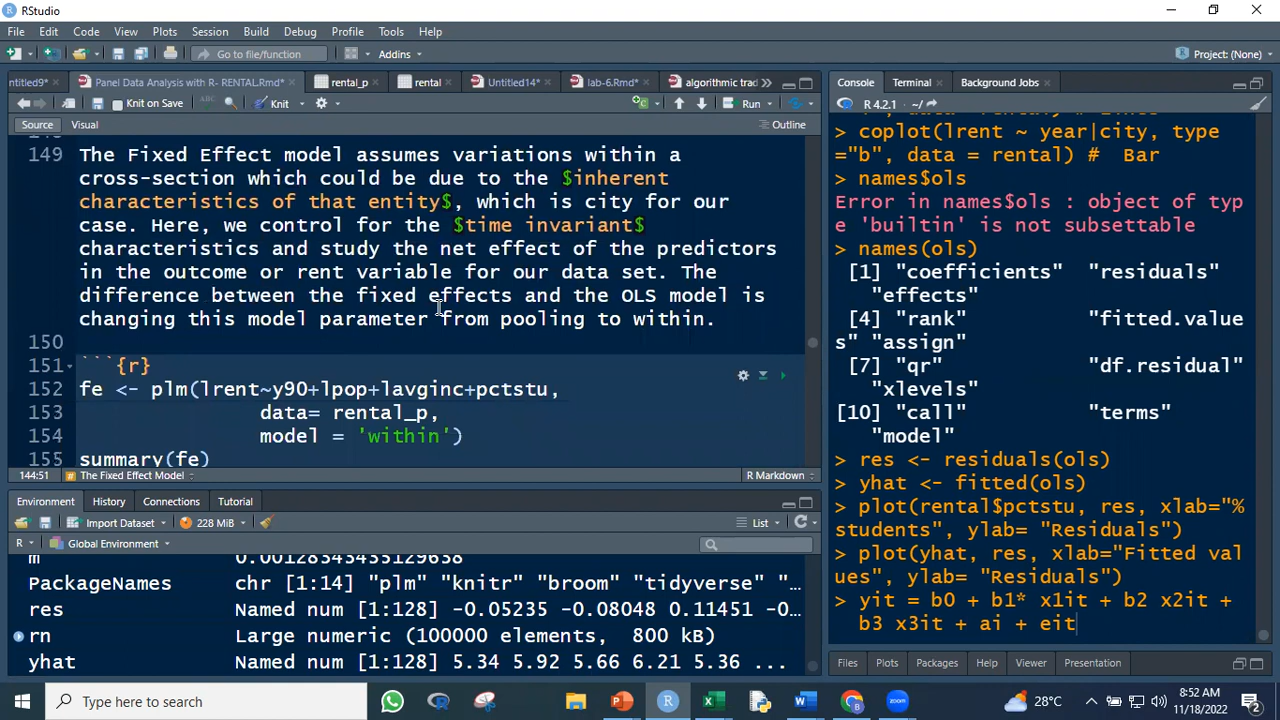 RStudio
File Edit Code View Plots Session Build Debug Profile Tools Help
Go to file/function Addins Project: (None)
ntitled9* Panel Data Analysis with R- RENTAL.Rmd* rental_p rental Untitled14* lab-6.Rmd* algorithmic trad
Knit on Save ABC Knit Run
Source Visual Outline
149 The Fixed Effect model assumes variations within a
cross-section which could be due to the $inherent
characteristics of that entity$, which is city for our
case. Here, we control for the $time invariant$
characteristics and study the net effect of the predictors
in the outcome or rent variable for our data set. The
difference between the fixed effects and the OLS model is
changing this model parameter from pooling to within.
150
151 ```{r}
152 fe <- plm(lrent~y90+lpop+lavginc+pctstu,
153 data= rental_p,
154 model = 'within')
155 summary(fe)
144:51 # The Fixed Effect Model R Markdown
Environment History Connections Tutorial
Import Dataset 228 MiB List
R Global Environment
m 0.00128343435129638
PackageNames chr [1:14] "plm" "knitr" "broom" "tidyverse" "...
res Named num [1:128] -0.05235 -0.08048 0.11451 -0...
rn Large numeric (100000 elements, 800 kB)
yhat Named num [1:128] 5.34 5.92 5.66 6.21 5.36 ...
Console Terminal Background Jobs
R 4.2.1 · ~/
> coplot(lrent ~ year|city, type
="b", data = rental) # Bar
> names$ols
Error in names$ols : object of typ
e 'builtin' is not subsettable
> names(ols)
[1] "coefficients" "residuals"
"effects"
[4] "rank" "fitted.value
s" "assign"
[7] "qr" "df.residual"
"xlevels"
[10] "call" "terms"
"model"
> res <- residuals(ols)
> yhat <- fitted(ols)
> plot(rental$pctstu, res, xlab="%
students", ylab= "Residuals")
> plot(yhat, res, xlab="Fitted val
ues", ylab= "Residuals")
> yit = b0 + b1* x1it + b2 x2it +
b3 x3it + ai + eit
Files Plots Packages Help Viewer Presentation
Type here to search
28°C
8:52 AM
11/18/2022
2